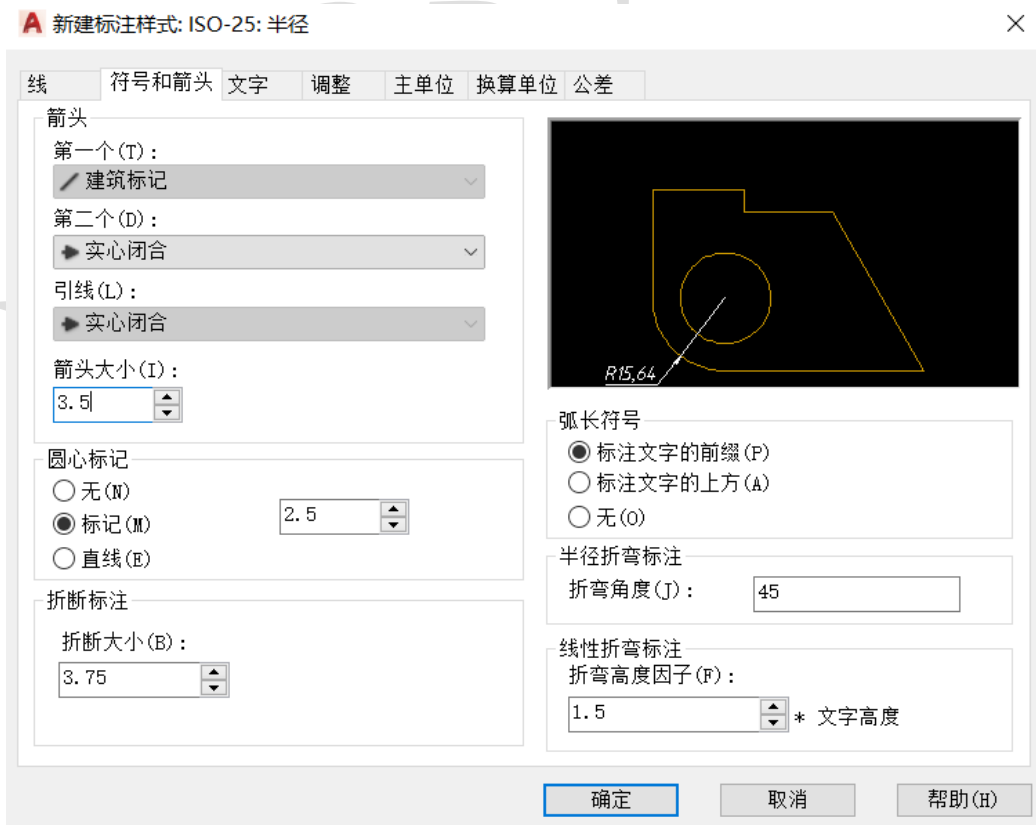 新建标注样式: ISO-25: 半径
线 符号和箭头 文字 调整 主单位 换算单位 公差
箭头
第一个(T):
建筑标记
第二个(D):
实心闭合
引线(L):
实心闭合
箭头大小(I):
3.5
圆心标记
无(N)
标记(M)
直线(E)
2.5
折断标注
折断大小(B):
3.75
R15,64
弧长符号
标注文字的前缀(P)
标注文字的上方(A)
无(O)
半径折弯标注
折弯角度(J):
45
线性折弯标注
折弯高度因子(F):
1.5 * 文字高度
确定 取消 帮助(H)